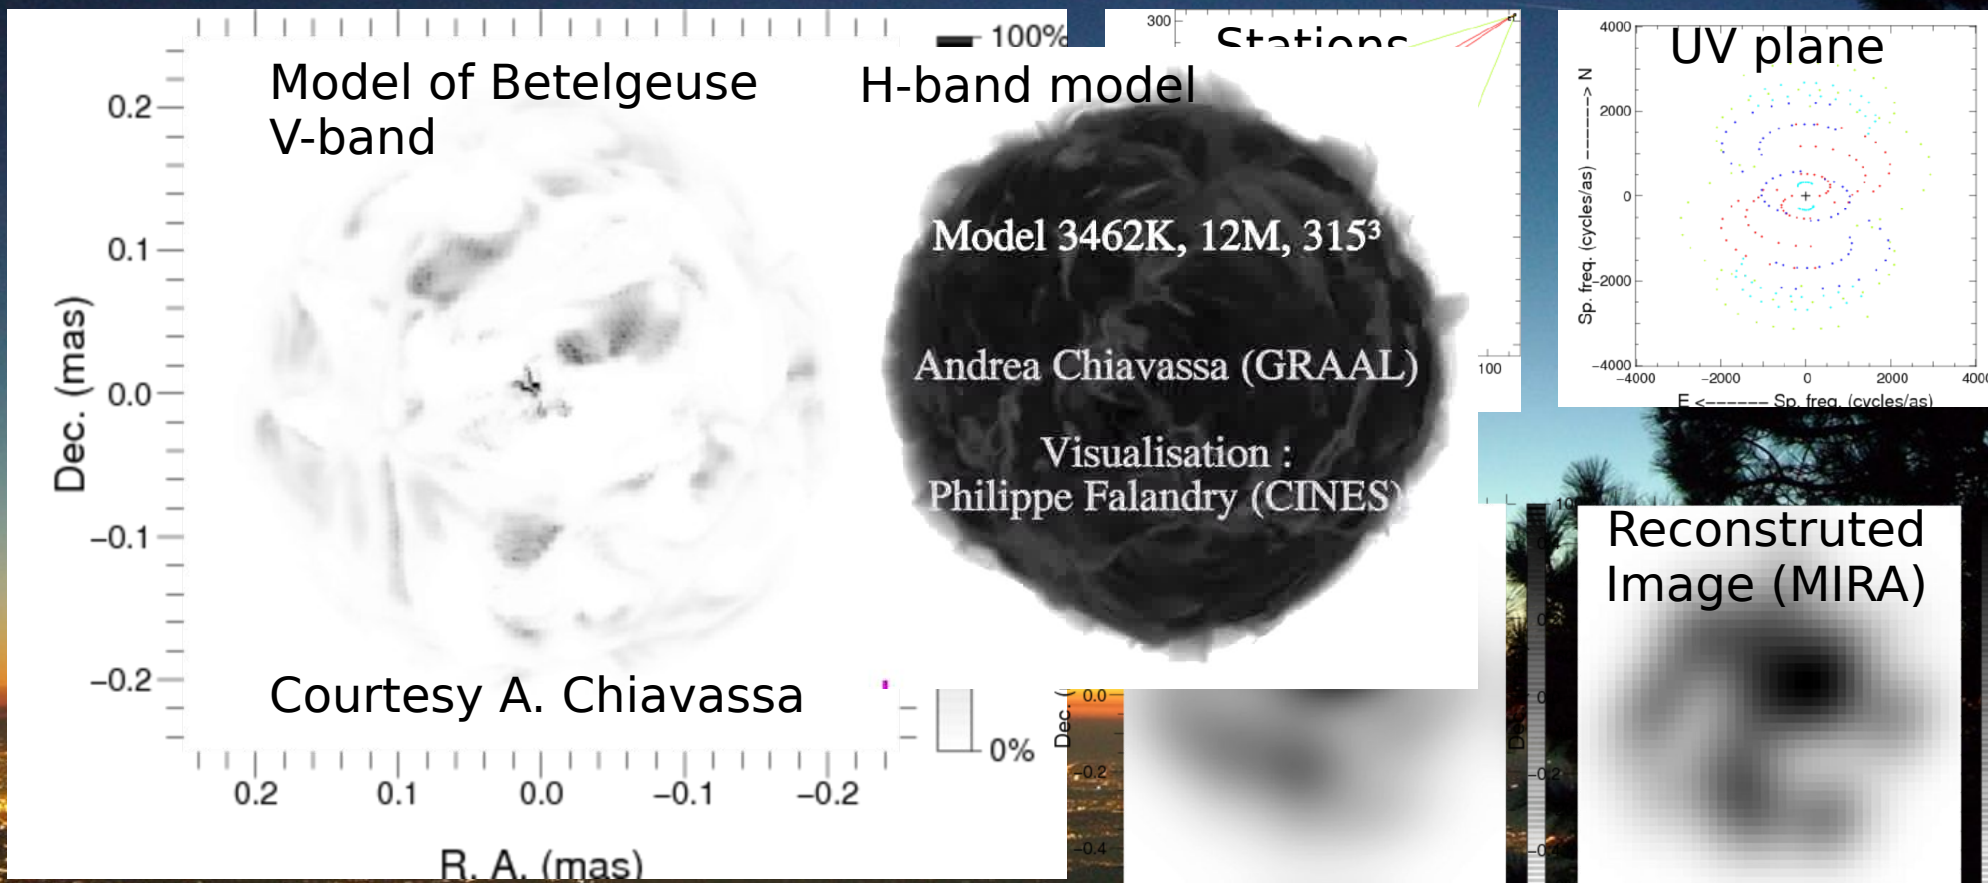 Model of Betelgeuse
V-band
Courtesy A. Chiavassa
Dec. (mas)
0.2
0.1
0.0
−0.1
−0.2
0.2
0.1
0.0
−0.1
−0.2
R. A. (mas)
100%
0%
H-band model
Model 3462K, 12M, 315³
Andrea Chiavassa (GRAAL)
Visualisation :
Philippe Falandry (CINES)
Stations
300
100
UV plane
Sp. freq. (cycles/as) ------> N
4000
2000
0
−2000
−4000
−4000
−2000
0
2000
4000
E <------ Sp. freq. (cycles/as)
Dec. (
0.0
−0.2
−0.4
Reconstruted
Image (MIRA)